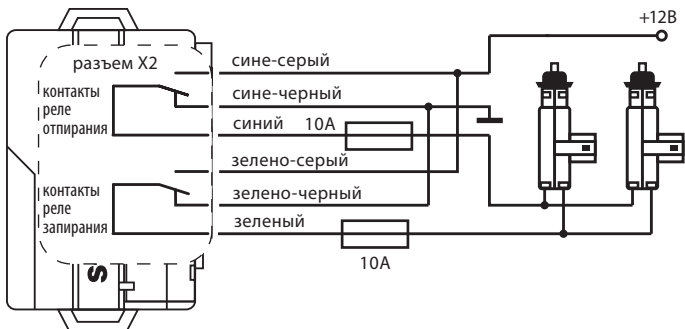 +12В
разъем X2
сине-серый
контакты
реле
отпирания
сине-черный
синий 10А
зелено-серый
контакты
реле
запирания
зелено-черный
зеленый
10А
S